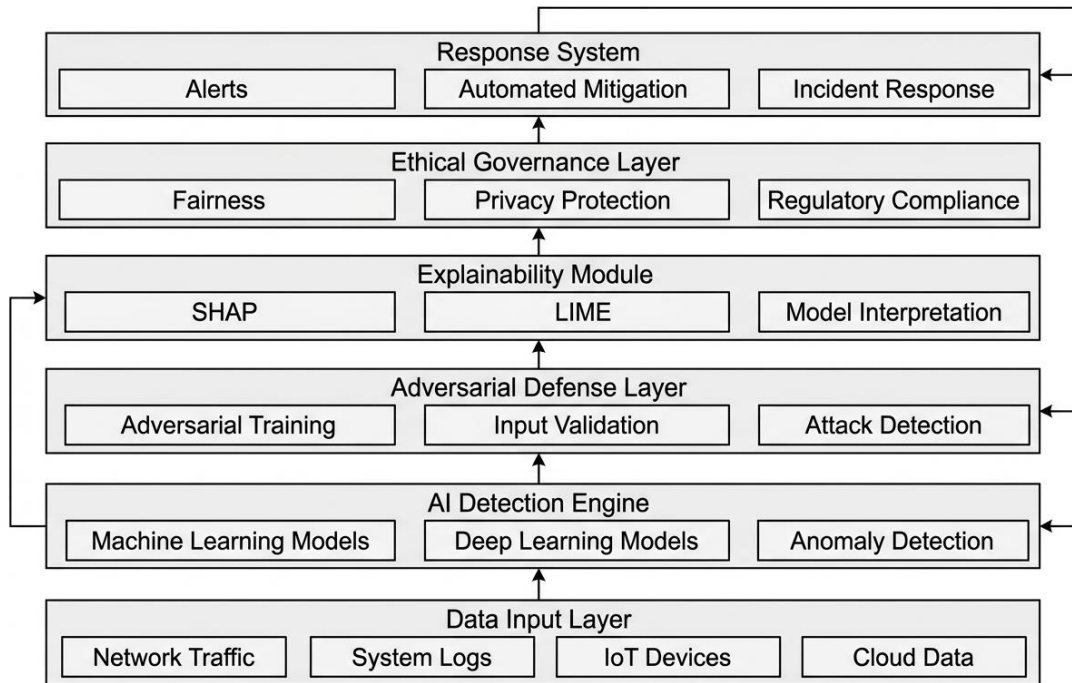 Response System
Alerts
Automated Mitigation
Incident Response
Ethical Governance Layer
Fairness
Privacy Protection
Regulatory Compliance
Explainability Module
SHAP
LIME
Model Interpretation
Adversarial Defense Layer
Adversarial Training
Input Validation
Attack Detection
AI Detection Engine
Machine Learning Models
Deep Learning Models
Anomaly Detection
Data Input Layer
Network Traffic
System Logs
IoT Devices
Cloud Data